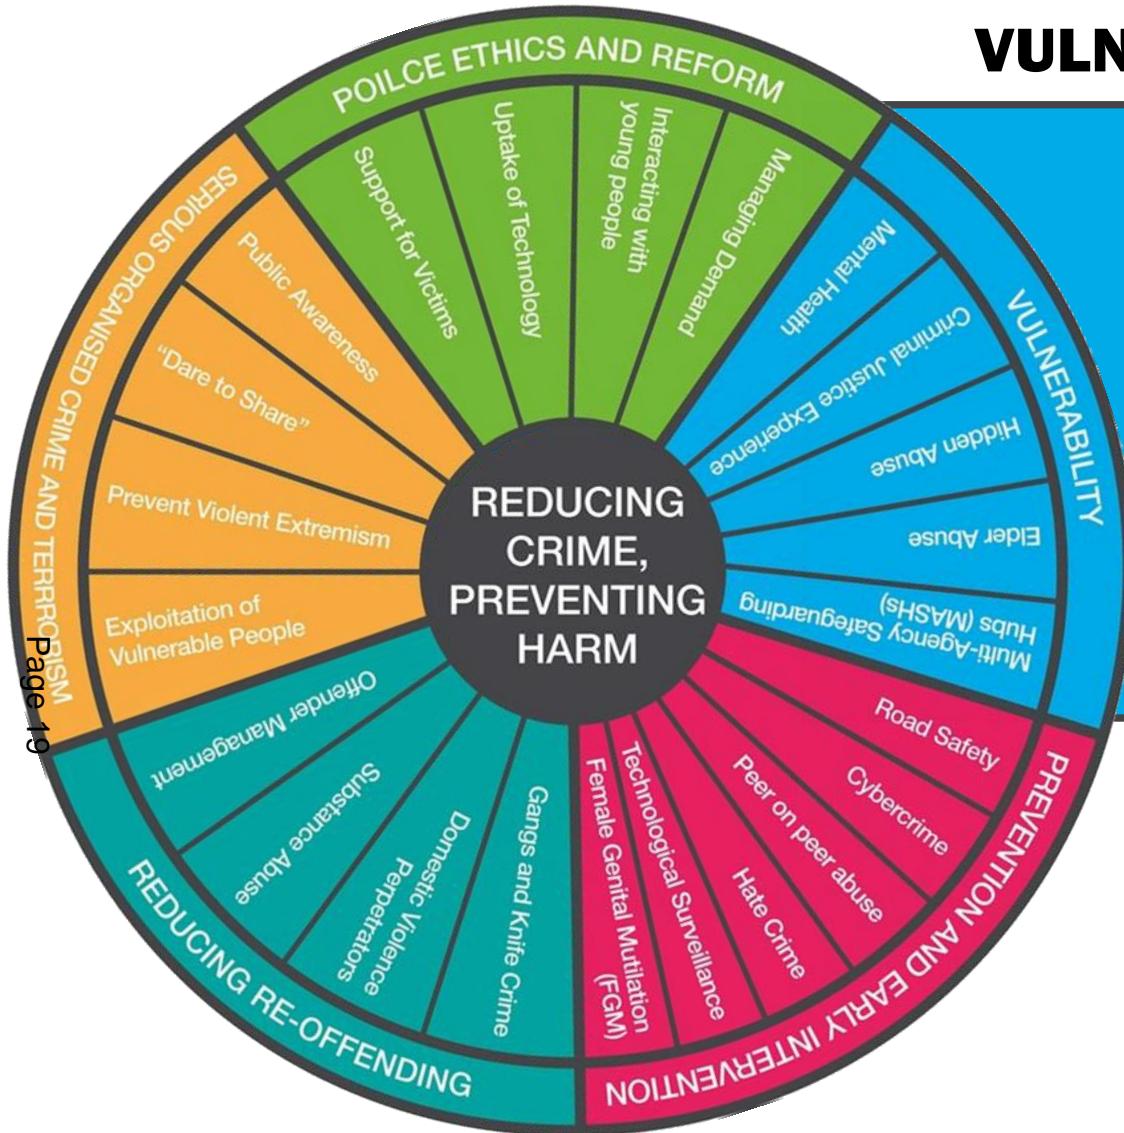 VULN
POILCE ETHICS AND REFORM
Support for Victims
Uptake of Technology
Interacting with
young people
Managing Demand
VULNERABILITY
Mental Health
Criminal Justice Experience
Hidden Abuse
Elder Abuse
Multi-Agency Safeguarding
Hubs (MASHs)
PREVENTION AND EARLY INTERVENTION
Road Safety
Cybercrime
Peer on peer abuse
Hate Crime
Technological Surveillance
Female Genital Mutilation
(FGM)
REDUCING RE-OFFENDING
Gangs and Knife Crime
Domestic Violence
Perpetrators
Substance Abuse
Offender Management
SERIOUS ORGANISED CRIME AND TERRRORISM
Exploitation of
Vulnerable People
Prevent Violent Extremism
“Dare to Share”
Public Awareness
REDUCING
CRIME,
PREVENTING
HARM
Page 19